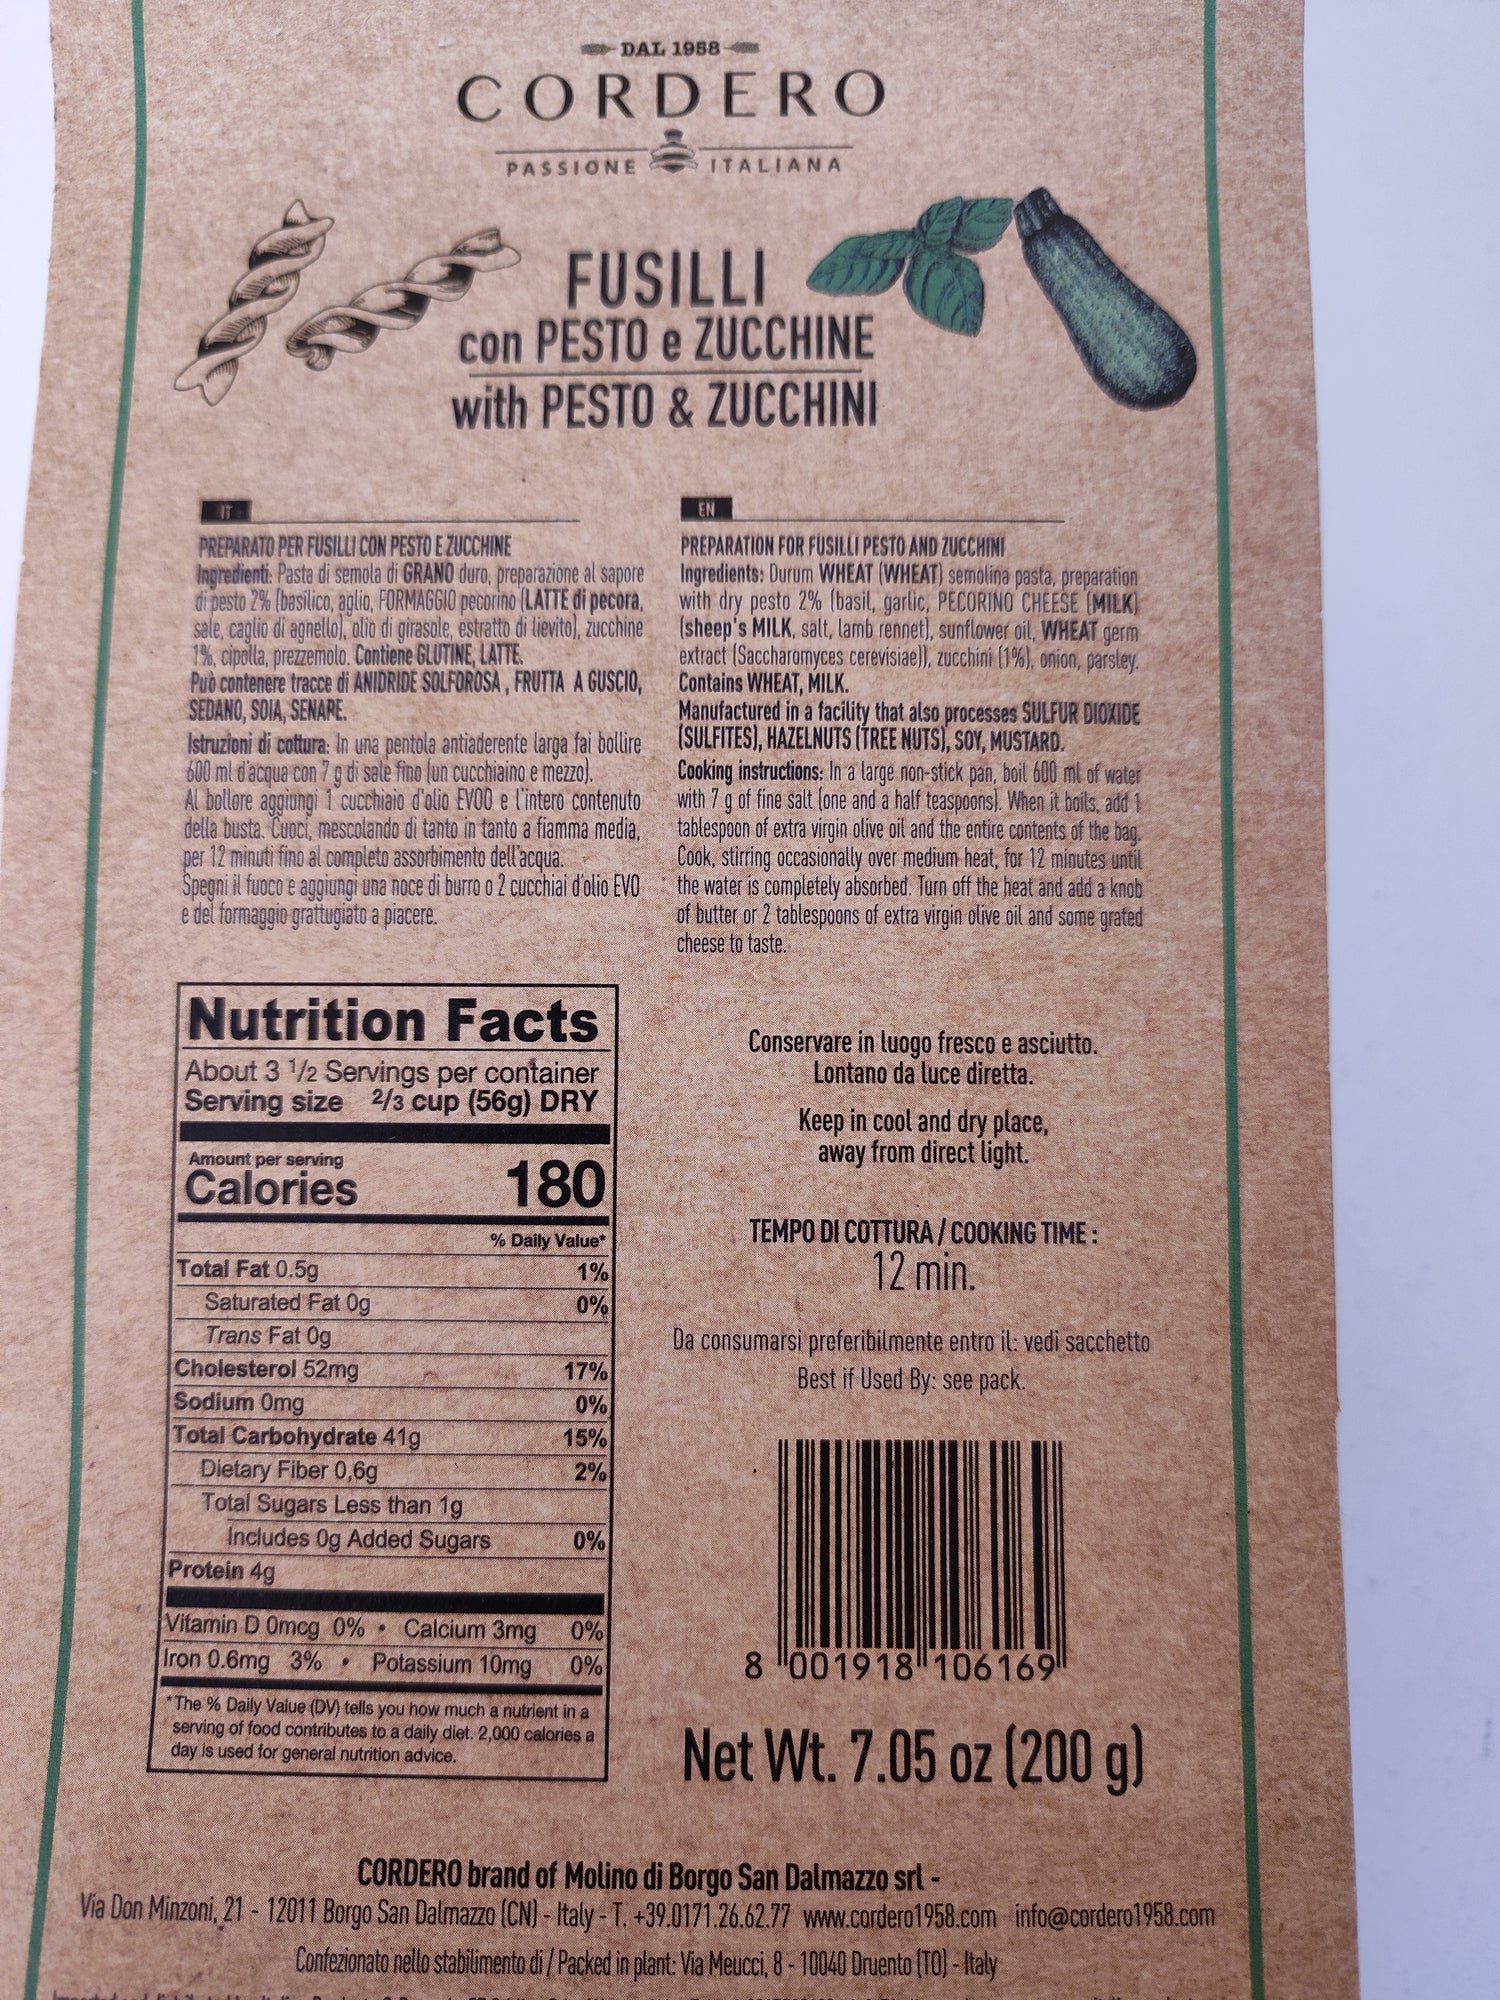 DAL 1958
CORDERO
PASSIONE ITALIANA
FUSILLI
con PESTO e ZUCCHINE
with PESTO & ZUCCHINI
IT
PREPARATO PER FUSILLI CON PESTO E ZUCCHINE
Ingredienti: Pasta di semola di GRANO duro, preparazione al sapore
di pesto 2% (basilico, aglio, FORMAGGIO pecorino (LATTE di pecora,
sale, caglio di agnello), olio di girasole, estratto di lievito), zucchine
1%, cipolla, prezzemolo. Contiene GLUTINE, LATTE.
Può contenere tracce di ANIDRIDE SOLFOROSA, FRUTTA A GUSCIO,
SEDANO, SOIA, SENAPE.
Istruzioni di cottura: In una pentola antiaderente larga fai bollire
600 ml d'acqua con 7 g di sale fino (un cucchiaino e mezzo).
Al bollore aggiungi 1 cucchiaio d'olio EVOO e l'intero contenuto
della busta. Cuoci, mescolando di tanto in tanto a fiamma media,
per 12 minuti fino al completo assorbimento dell'acqua.
Spegni il fuoco e aggiungi una noce di burro o 2 cucchiai d'olio EVO
e del formaggio grattugiato a piacere.
EN
PREPARATION FOR FUSILLI PESTO AND ZUCCHINI
Ingredients: Durum WHEAT (WHEAT) semolina pasta, preparation
with dry pesto 2% (basil, garlic, PECORINO CHEESE (MILK)
(sheep's MILK, salt, lamb rennet), sunflower oil, WHEAT germ
extract (Saccharomyces cerevisiae)), zucchini (1%), onion, parsley.
Contains WHEAT, MILK.
Manufactured in a facility that also processes SULFUR DIOXIDE
(SULFITES), HAZELNUTS (TREE NUTS), SOY, MUSTARD.
Cooking instructions: In a large non-stick pan, boil 600 ml of water
with 7 g of fine salt (one and a half teaspoons). When it boils, add 1
tablespoon of extra virgin olive oil and the entire contents of the bag.
Cook, stirring occasionally over medium heat, for 12 minutes until
the water is completely absorbed. Turn off the heat and add a knob
of butter or 2 tablespoons of extra virgin olive oil and some grated
cheese to taste.
Nutrition Facts
About 3 1/2 Servings per container
Serving size 2/3 cup (56g) DRY
Amount per serving
Calories 180
% Daily Value*
Total Fat 0.5g 1%
Saturated Fat 0g 0%
Trans Fat 0g
Cholesterol 52mg 17%
Sodium 0mg 0%
Total Carbohydrate 41g 15%
Dietary Fiber 0,6g 2%
Total Sugars Less than 1g
Includes 0g Added Sugars 0%
Protein 4g
Vitamin D 0mcg 0% • Calcium 3mg 0%
Iron 0.6mg 3% • Potassium 10mg 0%
*The % Daily Value (DV) tells you how much a nutrient in a
serving of food contributes to a daily diet. 2,000 calories a
day is used for general nutrition advice.
Conservare in luogo fresco e asciutto.
Lontano da luce diretta.
Keep in cool and dry place,
away from direct light.
TEMPO DI COTTURA / COOKING TIME :
12 min.
Da consumarsi preferibilmente entro il: vedi sacchetto
Best if Used By: see pack.
8 001918 106169
Net Wt. 7.05 oz (200 g)
CORDERO brand of Molino di Borgo San Dalmazzo srl -
Via Don Minzoni, 21 - 12011 Borgo San Dalmazzo (CN) - Italy - T. +39.0171.26.62.77 www.cordero1958.com info@cordero1958.com
Confezionato nello stabilimento di / Packed in plant: Via Meucci, 8 - 10040 Druento (TO) - Italy